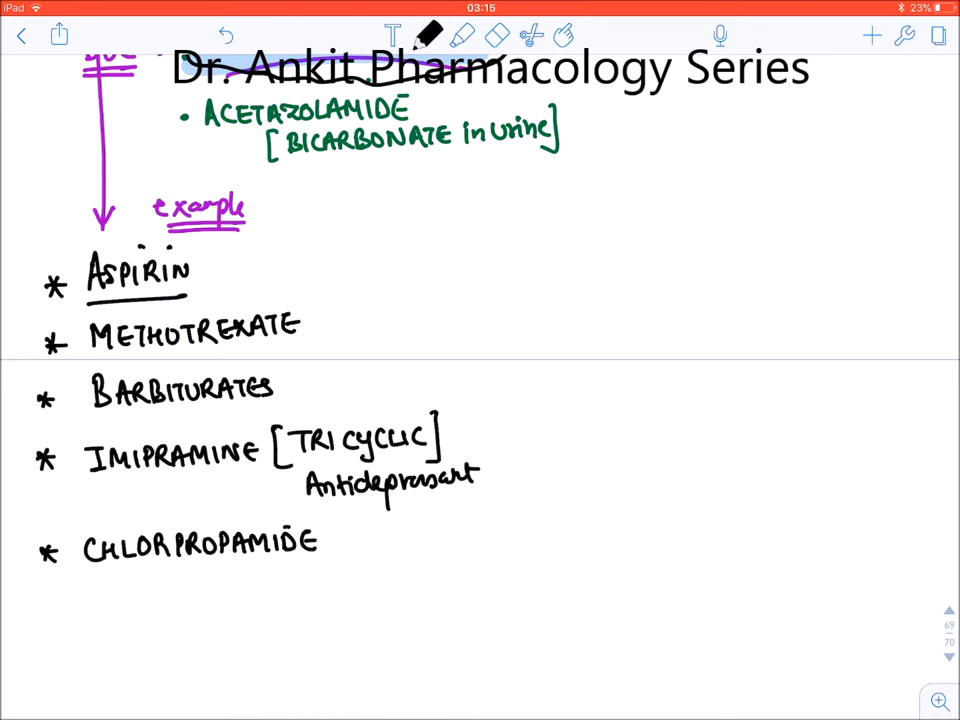 iPad 03:15 23%
Dr. Ankit Pharmacology Series
• ACETAZOLAMIDE
[BICARBONATE in urine]
example
* ASPIRIN
* METHOTREXATE
* BARBITURATES
* IMIPRAMINE [TRICYCLIC]
Antidepressant
* CHLORPROPAMIDE
69
70